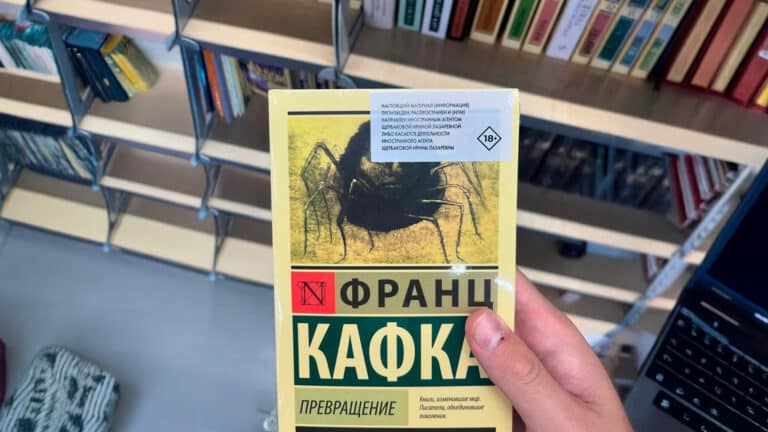 НАСТОЯЩИЙ МАТЕРИАЛ (ИНФОРМАЦИЯ)
ПРОИЗВЕДЕН, РАСПРОСТРАНЕН И (ИЛИ)
НАПРАВЛЕН ИНОСТРАННЫМ АГЕНТОМ
ЩЕРБАКОВОЙ ИРИНОЙ ЛАЗАРЕВНОЙ
ЛИБО КАСАЕТСЯ ДЕЯТЕЛЬНОСТИ
ИНОСТРАННОГО АГЕНТА
ЩЕРБАКОВОЙ ИРИНЫ ЛАЗАРЕВНЫ
18+
N
ФРАНЦ
КАФКА
ПРЕВРАЩЕНИЕ
Книги, изменившие мир.
Писатели, объединившие
поколения.